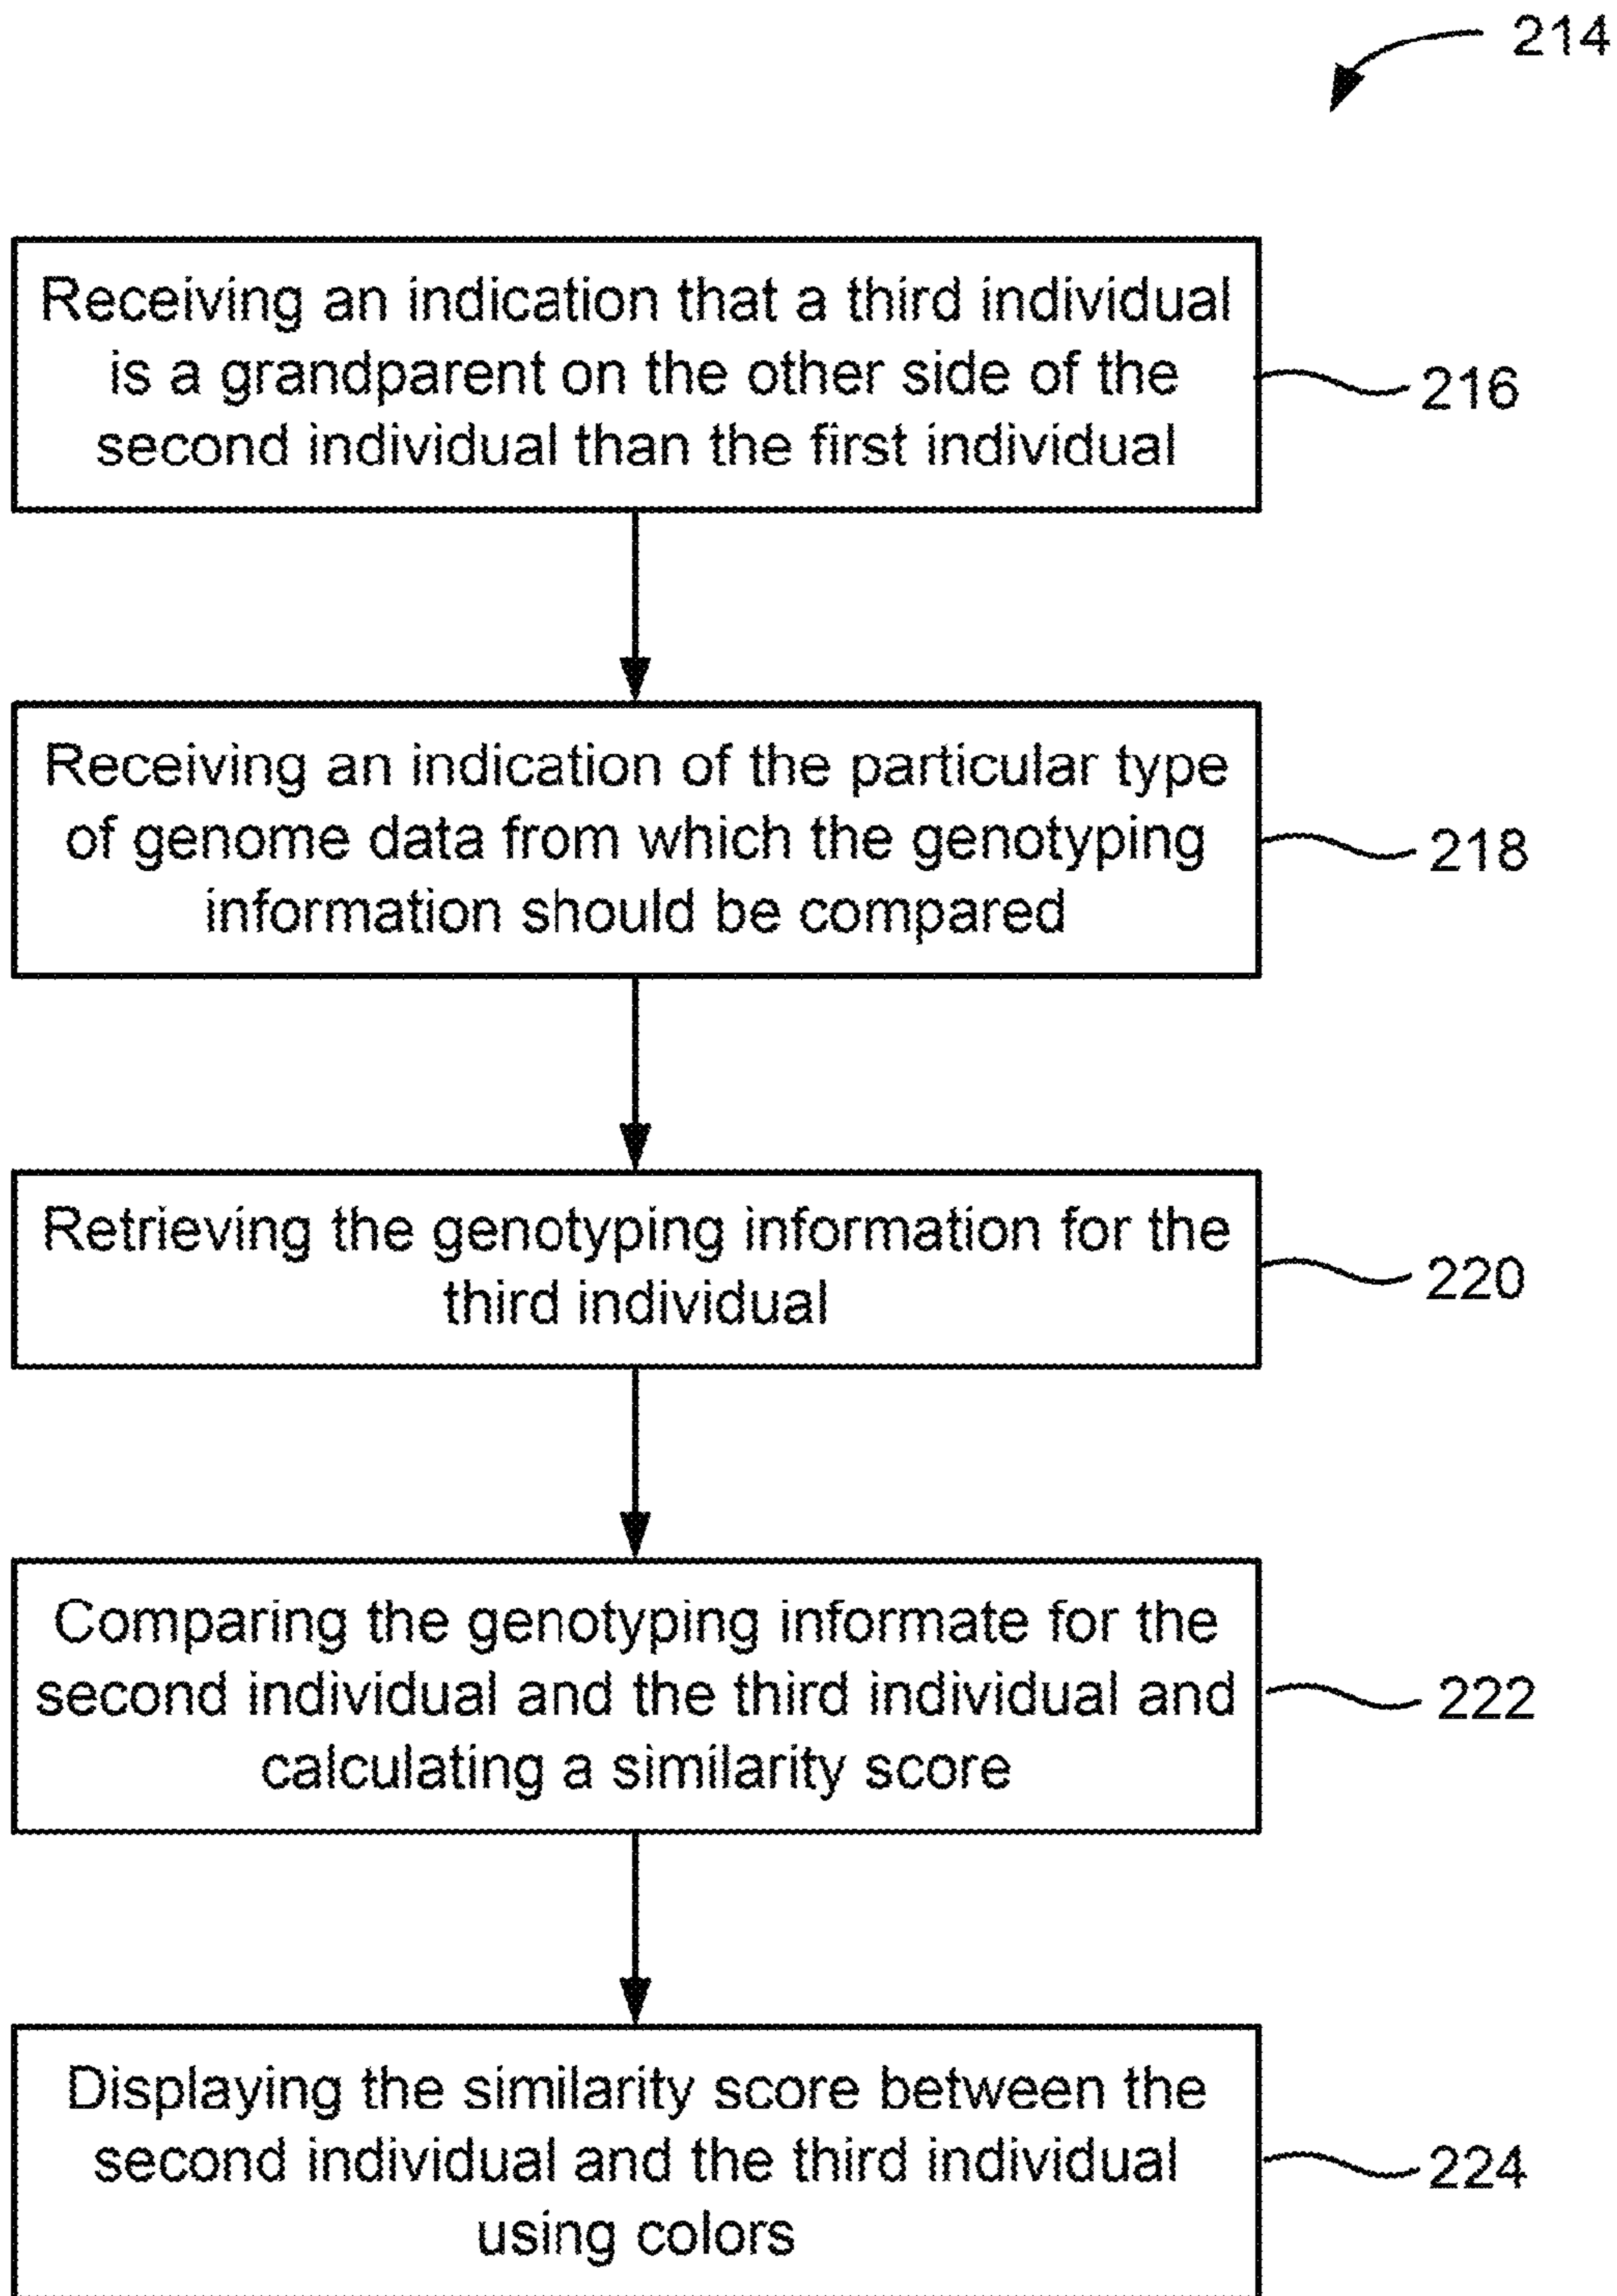 214
Receiving an indication that a third individual
is a grandparent on the other side of the
second individual than the first individual
216
Receiving an indication of the particular type
of genome data from which the genotyping
information should be compared
218
Retrieving the genotyping information for the
third individual
220
Comparing the genotyping informate for the
second individual and the third individual and
calculating a similarity score
222
Displaying the similarity score between the
second individual and the third individual
using colors
224